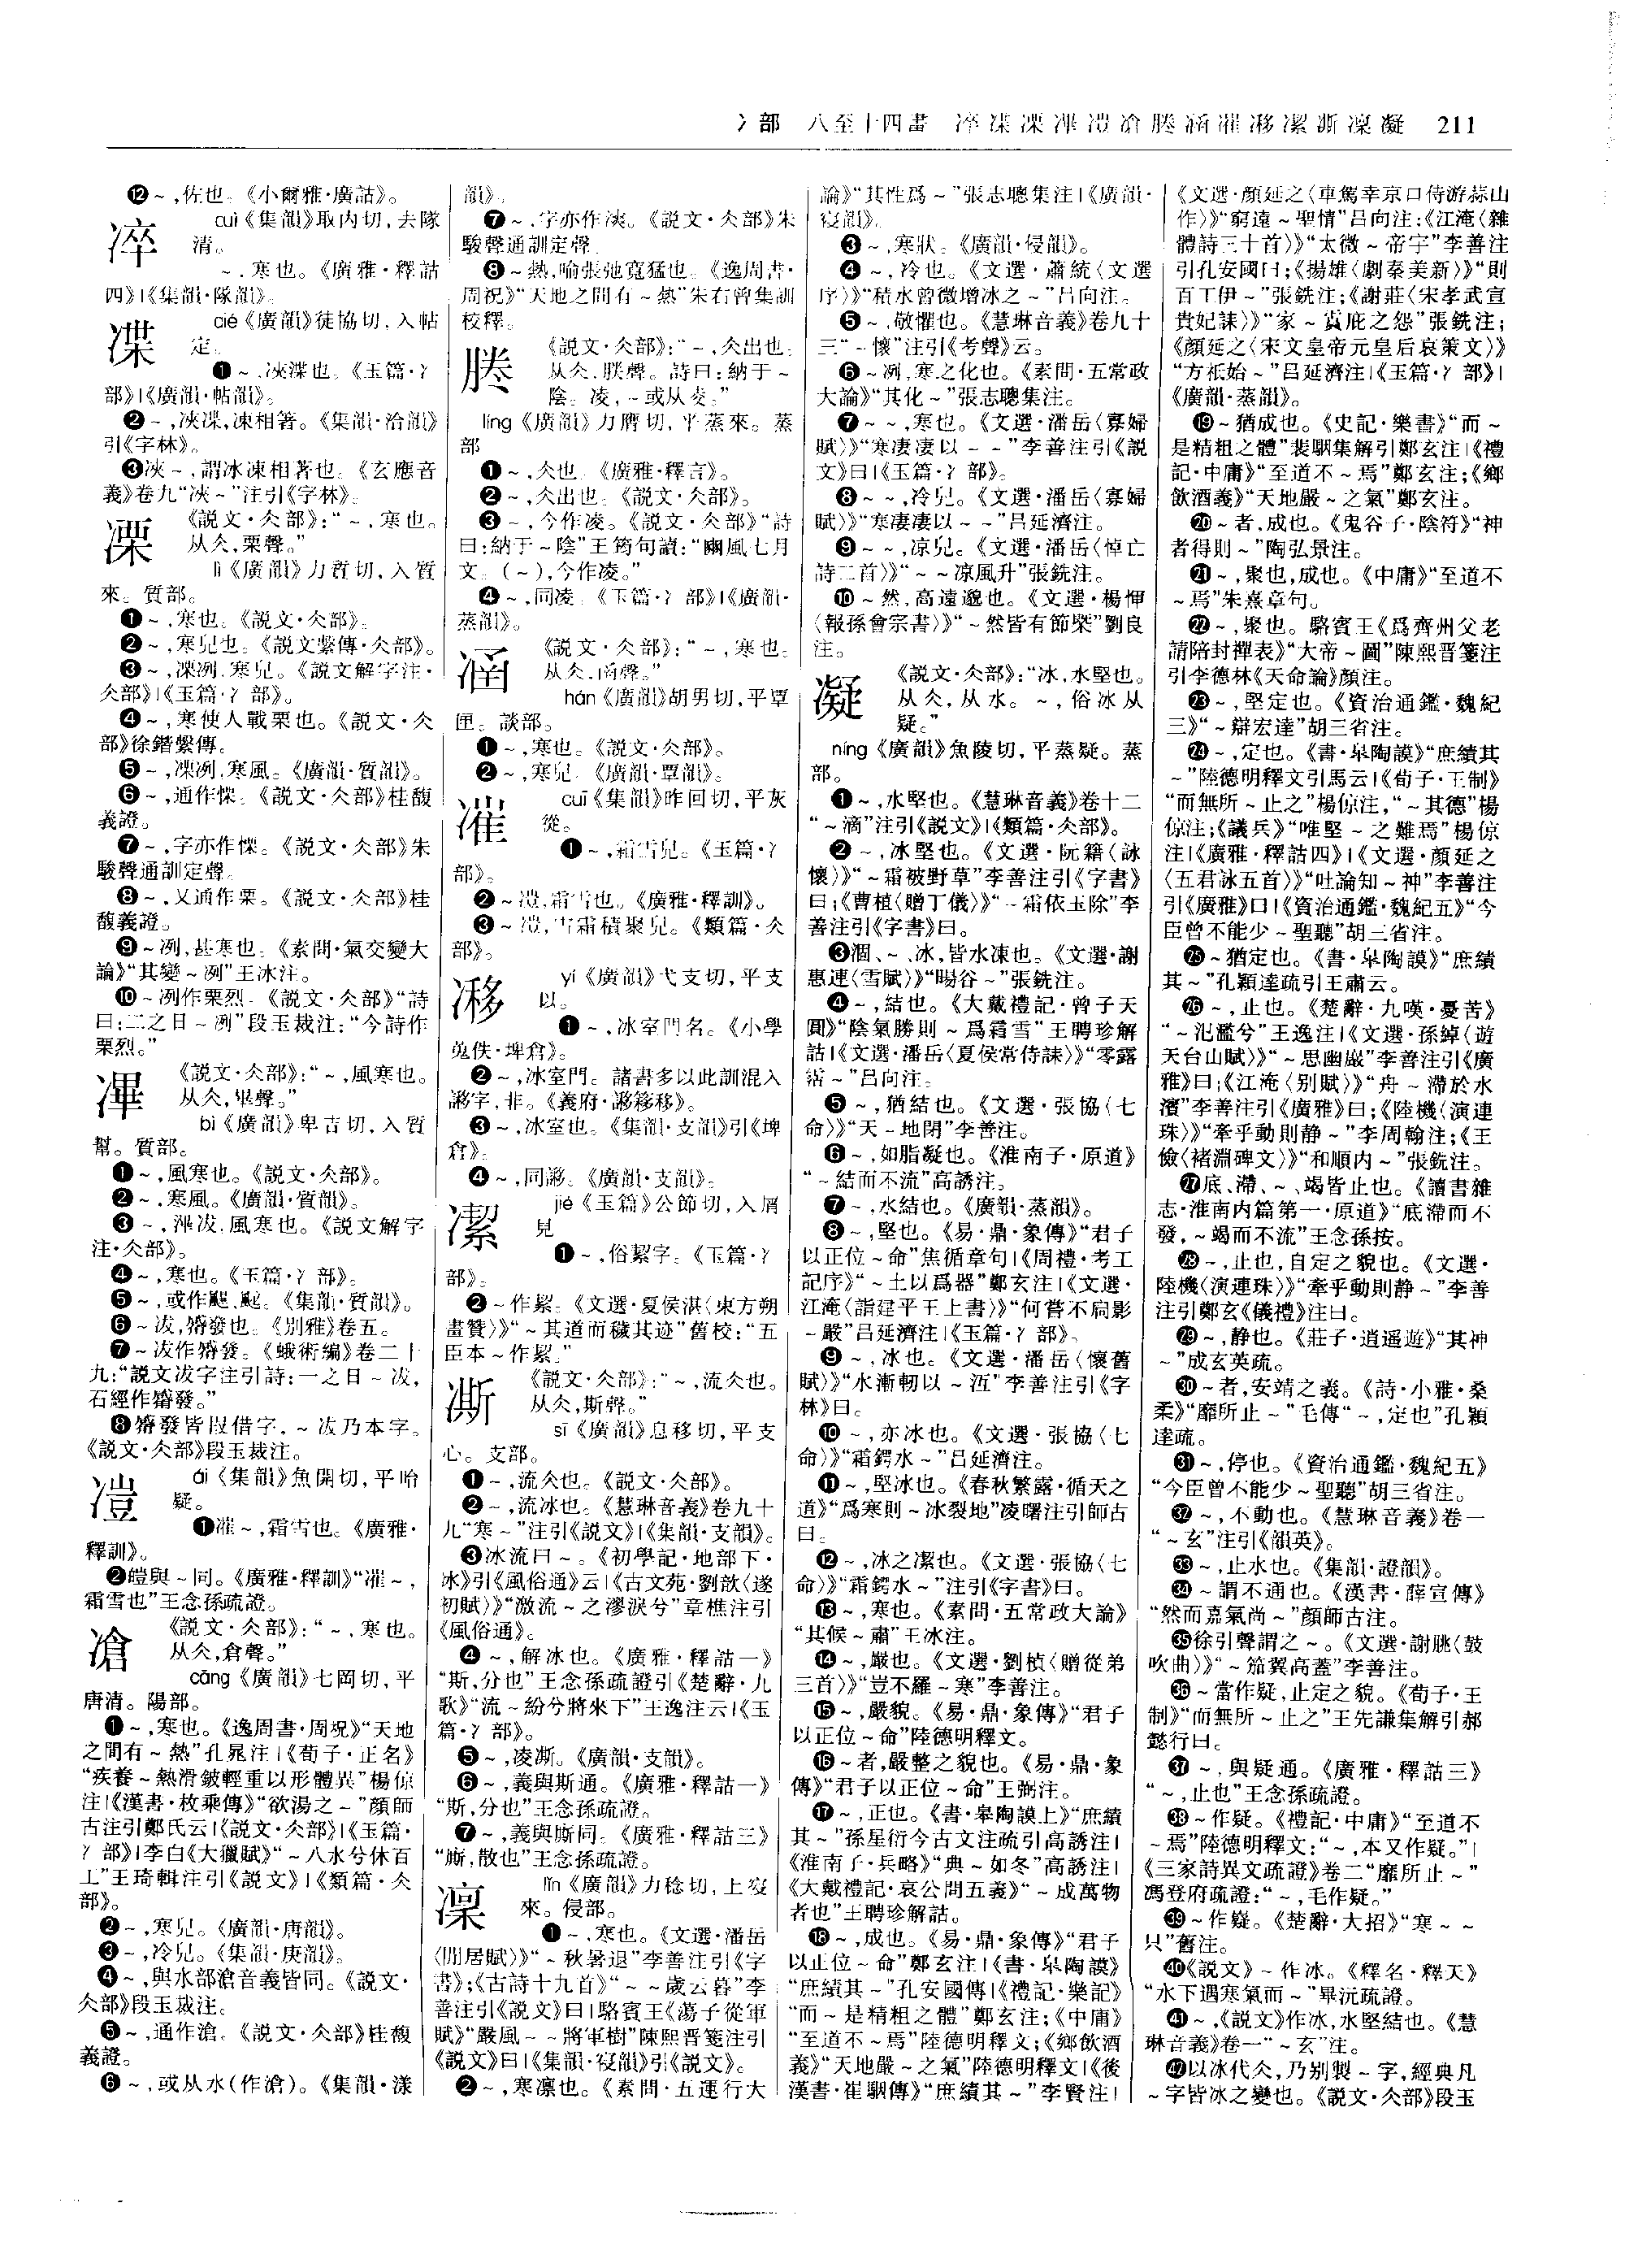 冫部 八至十四畫 凗凓凒凔凘凝 211
⓬～，佐也。《小爾雅·廣詁》。
cuì《集韻》取内切，去隊
清。
～，寒也。《廣雅·釋詁
四》|《集韻·隊韻》。
dié《廣韻》徒協切，入帖
定。
❶～，浹渫也。《玉篇·冫
部》|《廣韻·帖韻》。
❷～，凍相著。《集韻·洽韻》
引《字林》。
❸～，謂冰凍相著也。《玄應音
義》卷九“～”注引《字林》。
凓
《説文·仌部》：“～，寒也。
从仌，栗聲。”
lì《廣韻》力質切，入質
來。質部。
❶～，寒也。《説文·仌部》。
❷～，寒皃也。《説文繫傳·仌部》。
❸～，凓冽，寒皃。《説文解字注·
仌部》|《玉篇·冫部》。
❹～，寒使人戰栗也。《説文·仌
部》徐鍇繫傳。
❺～，凓冽，寒風。《廣韻·質韻》。
❻～，通作慄。《説文·仌部》桂馥
義證。
❼～，字亦作慄。《説文·仌部》朱
駿聲通訓定聲。
❽～，又通作栗。《説文·仌部》桂
馥義證。
❾～冽，甚寒也。《素問·氣交變大
論》“其變～冽”王冰注。
❿～冽作栗烈。《説文·仌部》“詩
曰：二之日～冽”段玉裁注：“今詩作
栗烈。”
《説文·仌部》：“～，風寒也。
从仌，畢聲。”
bì《廣韻》卑吉切，入質
幫。質部。
❶～，風寒也。《説文·仌部》。
❷～，寒風。《廣韻·質韻》。
❸～，風寒也。《説文解字
注·仌部》。
❹～，寒也。《玉篇·冫部》。
❺～，或作。《集韻·質韻》。
❻～，發也。《别雅》卷五。
❼～冹作發。《蛾術編》卷二十
九：“説文冹字注引詩：一之日～冹，
石經作發。”
❽發皆假借字，～冹乃本字。
《説文·仌部》段玉裁注。
凒
ái《集韻》魚開切，平咍
疑。
❶凗～，霜雪也。《廣雅·
釋訓》。
❷皚與～同。《廣雅·釋訓》“凗～，
霜雪也”王念孫疏證。
凔
《説文·仌部》：“～，寒也。
从仌，倉聲。”
cāng《廣韻》七岡切，平
唐清。陽部。
❶～，寒也。《逸周書·周祝》“天地
之間有～熱”孔晁注|《荀子·正名》
“疾養～熱滑鈹輕重以形體異”楊倞
注|《漢書·枚乘傳》“欲湯之～”顔師
古注引鄭氏云|《説文·仌部》|《玉篇·
冫部》|李白《大獵賦》“～八水兮休百
工”王琦輯注引《説文》|《類篇·仌
部》。
❷～，寒皃。《廣韻·唐韻》。
❸～，冷皃。《集韻·庚韻》。
❹～，與水部滄音義皆同。《説文·
仌部》段玉裁注。
❺～，通作滄。《説文·仌部》桂馥
義證。
❻～，或从水（作滄）。《集韻·漾
韻》。
❼～，字亦作。《説文·仌部》朱
駿聲通訓定聲。
❽～熱，喻張弛寬猛也。《逸周書·
周祝》“天地之間有～熱”朱右曾集訓
校釋。
《説文·仌部》：“～，仌出也。
从仌，朕聲。詩曰：納于～
陰。凌，～或从夌。”
líng《廣韻》力膺切，平蒸來。蒸
部
❶～，仌也。《廣雅·釋言》。
❷～，仌出也。《説文·仌部》。
❸～，今作凌。《説文·仌部》“詩
曰：納于～陰”王筠句讀：“豳風七月
文。（～），今作凌。”
❹～，同凌。《玉篇·冫部》|《廣韻·
蒸韻》。
《説文·仌部》：“～，寒也。
从仌，函聲。”
hán《廣韻》胡男切，平覃
匣。談部。
❶～，寒也。《説文·仌部》。
❷～，寒皃。《廣韻·覃韻》。
凗
cuī《集韻》昨回切，平灰
從。
❶～，霜雪皃。《玉篇·冫
部》。
❷～凒，霜雪也。《廣雅·釋訓》。
❸～凒，雪霜積聚皃。《類篇·仌
部》。
yí《廣韻》弋支切，平支
以。
❶～，冰室門名。《小學
蒐佚·埤倉》。
❷～，冰室門。諸書多以此訓混入
謻字，非。《義府·謻簃移》。
❸～，冰室也。《集韻·支韻》引《埤
倉》。
❹～，同謻。《廣韻·支韻》。
jié《玉篇》公節切，入屑
見
❶～，俗絜字。《玉篇·冫
部》。
❷～作絜。《文選·夏侯湛〈東方朔
畫贊〉》“～其道而穢其迹”舊校：“五
臣本～作絜。”
凘
《説文·仌部》：“～，流仌也。
从仌，斯聲。”
sī《廣韻》息移切，平支
心。支部。
❶～，流仌也。《説文·仌部》。
❷～，流冰也。《慧琳音義》卷九十
九“寒～”注引《説文》|《集韻·支韻》。
❸冰流曰～。《初學記·地部下·
冰》引《風俗通》云|《古文苑·劉歆〈遂
初賦〉》“激流～之漻淚兮”章樵注引
《風俗通》。
❹～，解冰也。《廣雅·釋詁一》
“斯，分也”王念孫疏證引《楚辭·九
歌》“流～紛兮將來下”王逸注云|《玉
篇·冫部》。
❺～，凌凘。《廣韻·支韻》。
❻～，義與斯通。《廣雅·釋詁一》
“斯，分也”王念孫疏證。
❼～，義與廝同。《廣雅·釋詁三》
“廝，散也”王念孫疏證。
lǐn《廣韻》力稔切，上寑
來。侵部。
❶～，寒也。《文選·潘岳
〈閒居賦〉》“～秋暑退”李善注引《字
書》；《古詩十九首》“～～歲云暮”李
善注引《説文》曰|駱賓王《蕩子從軍
賦》“嚴風～～將軍樹”陳熙晋箋注引
《説文》曰|《集韻·寑韻》引《説文》。
❷～，寒凛也。《素問·五運行大
論》“其性爲～”張志聰集注|《廣韻·
寑韻》。
❸～，寒狀。《廣韻·侵韻》。
❹～，冷也。《文選·蕭統〈文選
序〉》“積水曾微增冰之～”吕向注。
❺～，敬懼也。《慧琳音義》卷九十
三“～懷”注引《考聲》云。
❻～冽，寒之化也。《素問·五常政
大論》“其化～”張志聰集注。
❼～～，寒也。《文選·潘岳〈寡婦
賦〉》“寒凄凄以～～”李善注引《説
文》曰|《玉篇·冫部》。
❽～～，冷皃。《文選·潘岳〈寡婦
賦〉》“寒凄凄以～～”吕延濟注。
❾～～，凉皃。《文選·潘岳〈悼亡
詩二首〉》“～～凉風升”張銑注。
❿～然，高遠邈也。《文選·楊惲
〈報孫會宗書〉》“～然皆有節槩”劉良
注。
凝
《説文·仌部》：“冰，水堅也。
从仌，从水。～，俗冰从
疑。”
níng《廣韻》魚陵切，平蒸疑。蒸
部。
❶～，水堅也。《慧琳音義》卷十二
“～滴”注引《説文》|《類篇·仌部》。
❷～，冰堅也。《文選·阮籍〈詠
懷〉》“～霜被野草”李善注引《字書》
曰；《曹植〈贈丁儀〉》“～霜依玉除”李
善注引《字書》曰。
❸涸、～、冰，皆水凍也。《文選·謝
惠連〈雪賦〉》“暘谷～”張銑注。
❹～，結也。《大戴禮記·曾子天
圓》“陰氣勝則～爲霜雪”王聘珍解
詁|《文選·潘岳〈夏侯常侍誄〉》“零露
霑～”吕向注。
❺～，猶結也。《文選·張協〈七
命〉》“天～地閉”李善注。
❻～，如脂凝也。《淮南子·原道》
“～結而不流”高誘注。
❼～，水結也。《廣韻·蒸韻》。
❽～，堅也。《易·鼎·象傳》“君子
以正位～命”焦循章句|《周禮·考工
記序》“～土以爲器”鄭玄注|《文選·
江淹〈詣建平王上書〉》“何嘗不扃影
～嚴”吕延濟注|《玉篇·冫部》。
❾～，冰也。《文選·潘岳〈懷舊
賦〉》“水漸軔以～沍”李善注引《字
林》曰。
❿～，亦冰也。《文選·張協〈七
命〉》“霜鍔水～”吕延濟注。
⓫～，堅冰也。《春秋繁露·循天之
道》“爲寒則～冰裂地”凌曙注引師古
曰。
⓬～，冰之潔也。《文選·張協〈七
命〉》“霜鍔水～”注引《字書》曰。
⓭～，寒也。《素問·五常政大論》
“其候～肅”王冰注。
⓮～，嚴也。《文選·劉楨〈贈從弟
三首〉》“豈不羅～寒”李善注。
⓯～，嚴貌。《易·鼎·象傳》“君子
以正位～命”陸德明釋文。
⓰～者，嚴整之貌也。《易·鼎·象
傳》“君子以正位～命”王弼注。
⓱～，正也。《書·皋陶謨上》“庶績
其～”孫星衍今古文注疏引高誘注|
《淮南子·兵略》“典～如冬”高誘注|
《大戴禮記·哀公問五義》“～成萬物
者也”王聘珍解詁。
⓲～，成也。《易·鼎·象傳》“君子
以正位～命”鄭玄注|《書·皋陶謨》
“庶績其～”孔安國傳|《禮記·樂記》
“而～是精粗之體”鄭玄注；《中庸》
“至道不～焉”陸德明釋文；《鄉飲酒
義》“天地嚴～之氣”陸德明釋文|《後
漢書·崔駰傳》“庶績其～”李賢注|
《文選·顔延之〈車駕幸京口侍游蒜山
作〉》“窮遠～聖情”吕向注；《江淹〈雜
體詩三十首〉》“太微～帝宇”李善注
引孔安國曰；《揚雄〈劇秦美新〉》“則
百工伊～”張銑注；《謝莊〈宋孝武宣
貴妃誄〉》“家～霣庇之怨”張銑注；
《顔延之〈宋文皇帝元皇后哀策文〉》
“方祇始～”吕延濟注|《玉篇·冫部》|
《廣韻·蒸韻》。
⓳～猶成也。《史記·樂書》“而～
是精粗之體”裴駰集解引鄭玄注|《禮
記·中庸》“至道不～焉”鄭玄注；《鄉
飲酒義》“天地嚴～之氣”鄭玄注。
⓴～者，成也。《鬼谷子·陰符》“神
者得則～”陶弘景注。
㉑～，聚也，成也。《中庸》“至道不
～焉”朱熹章句。
㉒～，聚也。駱賓王《爲齊州父老
請陪封禪表》“大帝～圖”陳熙晋箋注
引李德林《天命論》顔注。
㉓～，堅定也。《資治通鑑·魏紀
三》“～辯宏達”胡三省注。
㉔～，定也。《書·皋陶謨》“庶績其
～”陸德明釋文引馬云|《荀子·王制》
“而無所～止之”楊倞注，“～其德”楊
倞注；《議兵》“唯堅～之難焉”楊倞
注|《廣雅·釋詁四》|《文選·顔延之
〈五君詠五首〉》“吐論知～神”李善注
引《廣雅》曰|《資治通鑑·魏紀五》“今
臣曾不能少～聖聽”胡三省注。
㉕～猶定也。《書·皋陶謨》“庶績
其～”孔穎達疏引王肅云。
㉖～，止也。《楚辭·九嘆·憂苦》
“～氾濫兮”王逸注|《文選·孫綽〈遊
天台山賦〉》“～思幽巖”李善注引《廣
雅》曰；《江淹〈别賦〉》“舟～滯於水
濱”李善注引《廣雅》曰；《陸機〈演連
珠〉》“牽乎動則静～”李周翰注；《王
儉〈褚淵碑文〉》“和順内～”張銑注。
㉗底、滯、～、竭皆止也。《讀書雜
志·淮南内篇第一·原道》“底滯而不
發，～竭而不流”王念孫按。
㉘～，止也，自定之貌也。《文選·
陸機〈演連珠〉》“牽乎動則静～”李善
注引鄭玄《儀禮》注曰。
㉙～，静也。《莊子·逍遥遊》“其神
～”成玄英疏。
㉚～者，安靖之義。《詩·小雅·桑
柔》“靡所止～”毛傳“～，定也”孔穎
達疏。
㉛～，停也。《資治通鑑·魏紀五》
“今臣曾不能少～聖聽”胡三省注。
㉜～，不動也。《慧琳音義》卷一
“～玄”注引《韻英》。
㉝～，止水也。《集韻·證韻》。
㉞～謂不通也。《漢書·薛宣傳》
“然而嘉氣尚～”顔師古注。
㉟徐引聲謂之～。《文選·謝朓〈鼓
吹曲〉》“～笳翼高蓋”李善注。
㊱～當作疑，止定之貌。《荀子·王
制》“而無所～止之”王先謙集解引郝
懿行曰。
㊲～，與疑通。《廣雅·釋詁三》
“～，止也”王念孫疏證。
㊳～作疑。《禮記·中庸》“至道不
～焉”陸德明釋文：“～，本又作疑。”|
《三家詩異文疏證》卷二“靡所止～”
馮登府疏證：“～，毛作疑。”
㊴～作嶷。《楚辭·大招》“寒～～
只”舊注。
㊵《説文》～作冰。《釋名·釋天》
“水下遇寒氣而～”畢沅疏證。
㊶～，《説文》作冰，水堅結也。《慧
琳音義》卷一“～玄”注。
㊷以冰代仌，乃别製～字，經典凡
～字皆冰之變也。《説文·仌部》段玉